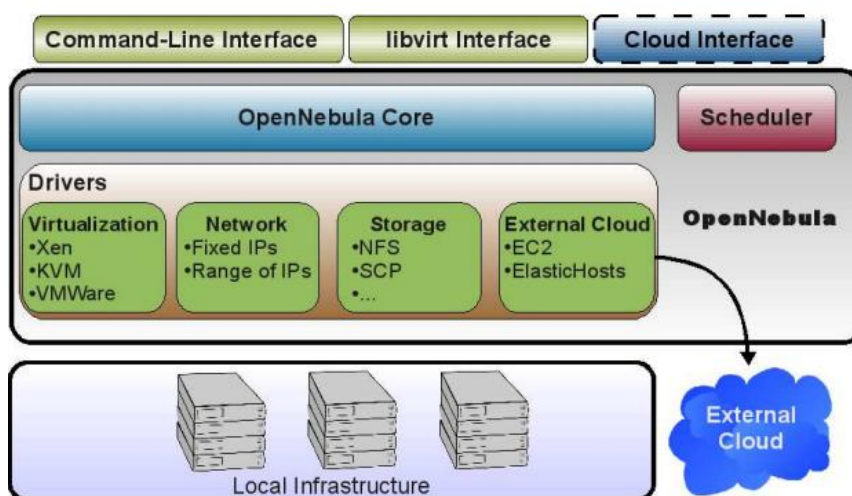 Command-Line Interface
libvirt Interface
Cloud Interface
OpenNebula Core
Scheduler
Drivers
Virtualization
•Xen
•KVM
•VMWare
Network
•Fixed IPs
•Range of IPs
Storage
•NFS
•SCP
•...
External Cloud
•EC2
•ElasticHosts
OpenNebula
Local Infrastructure
External
Cloud